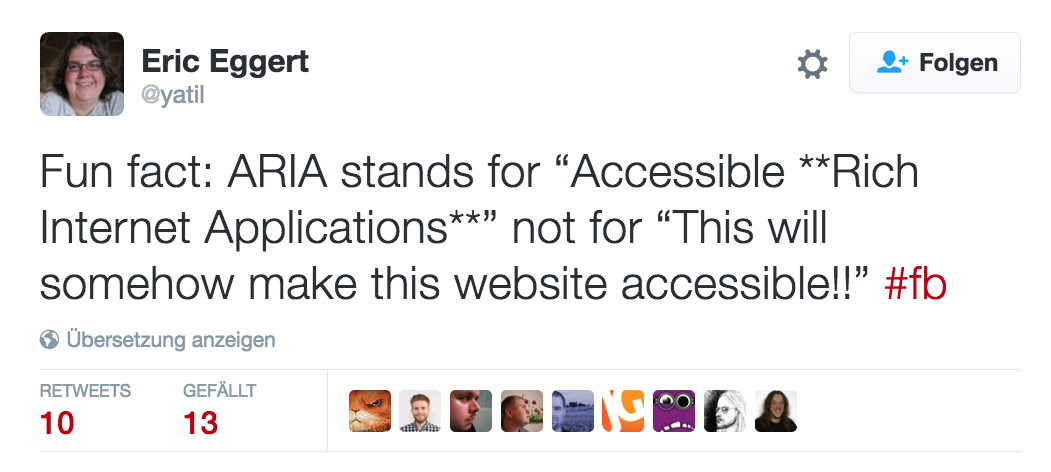 Eric Eggert
@yatil
Folgen
Fun fact: ARIA stands for “Accessible **Rich
Internet Applications**” not for “This will
somehow make this website accessible!!” #fb
Übersetzung anzeigen
RETWEETS GEFÄLLT
10 13